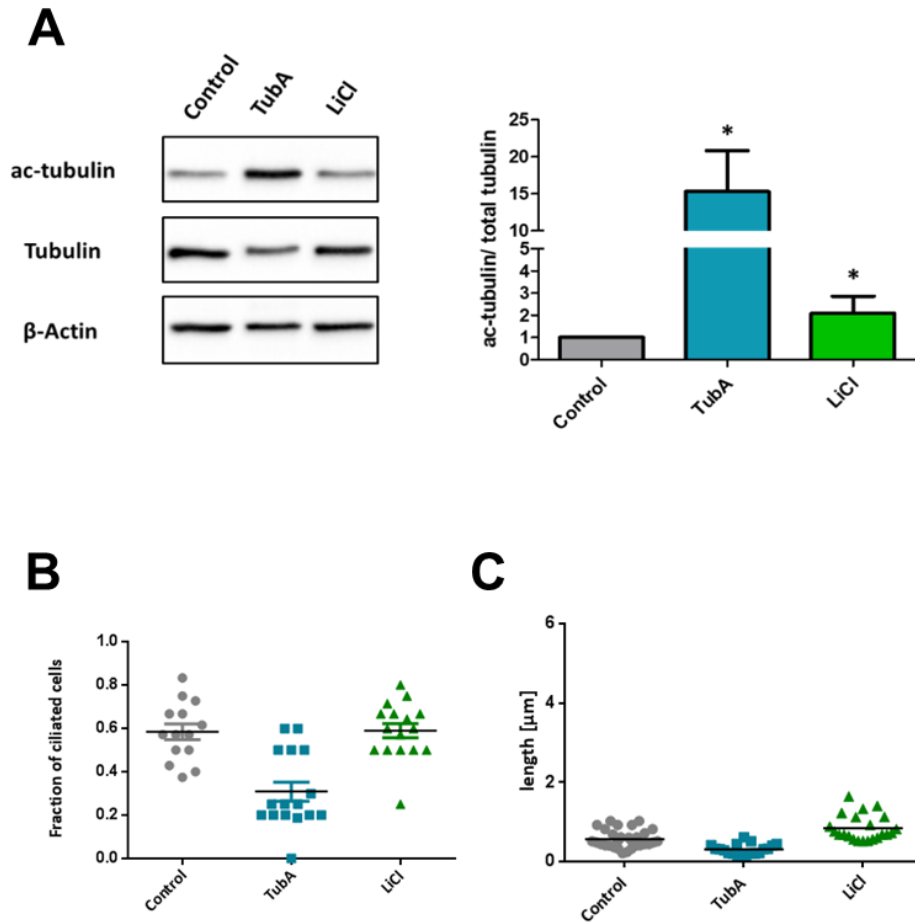 A
Control TubA LiCl
ac-tubulin
Tubulin
β-Actin
ac-tubulin/ total tubulin
25
20
15
10
5
4
3
2
1
0
*
*
Control TubA LiCl
B
Fraction of ciliated cells
1.0
0.8
0.6
0.4
0.2
0.0
Control TubA LiCl
C
length [µm]
6
4
2
0
Control TubA LiCl